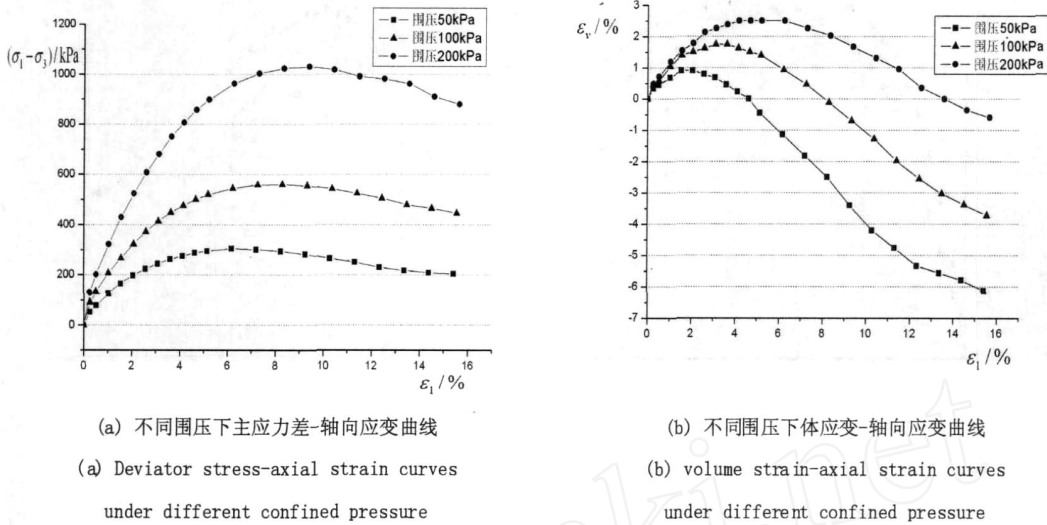 (σ₁-σ₃)/kPa
1200
1000
800
600
400
200
0
0 2 4 6 8 10 12 14 16
ε₁/%
围压50kPa
围压100kPa
围压200kPa
(a) 不同围压下主应力差-轴向应变曲线
(a) Deviator stress-axial strain curves
under different confined pressure
εᵥ/%
3
2
1
0
-1
-2
-3
-4
-5
-6
-7
0 2 4 6 8 10 12 14 16
ε₁/%
围压50kPa
围压100kPa
围压200kPa
(b) 不同围压下体应变-轴向应变曲线
(b) volume strain-axial strain curves
under different confined pressure